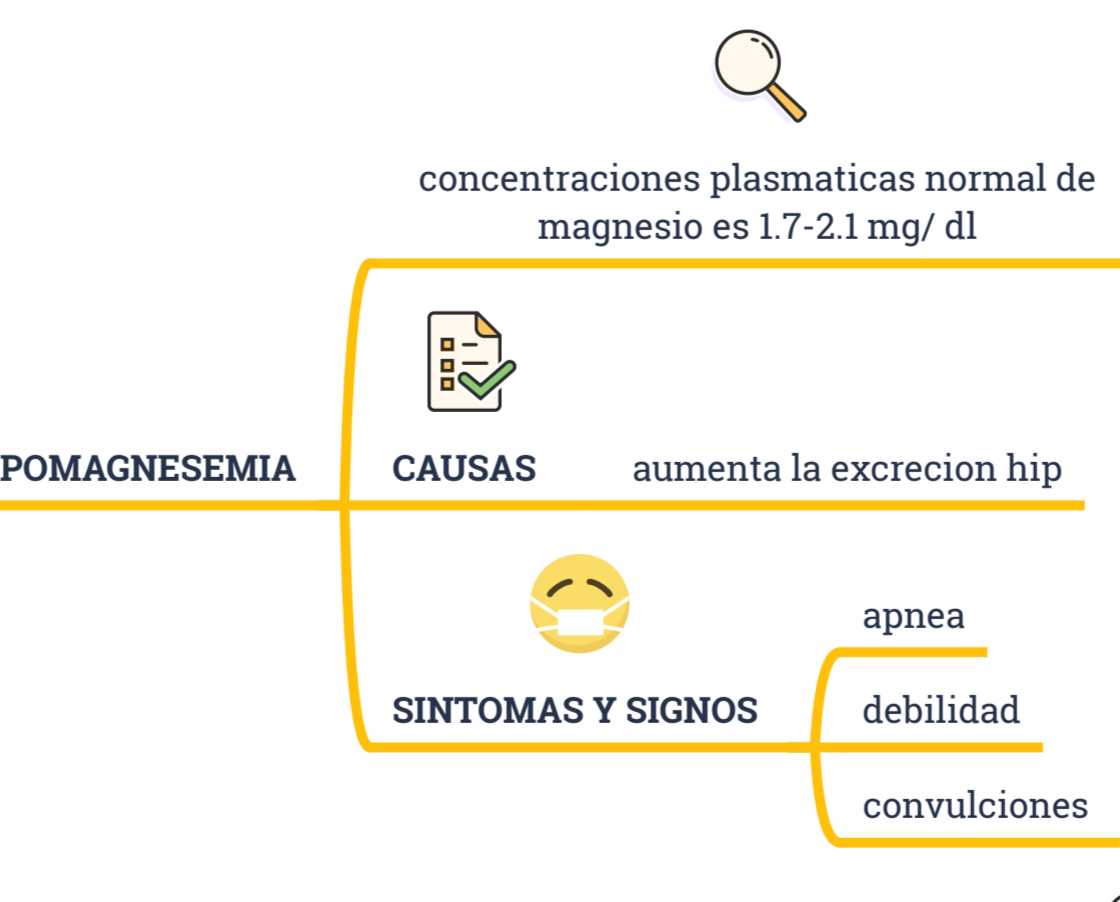 concentraciones plasmaticas normal de
magnesio es 1.7-2.1 mg/ dl
POMAGNESEMIA
CAUSAS
aumenta la excrecion hip
apnea
SINTOMAS Y SIGNOS
debilidad
convulciones